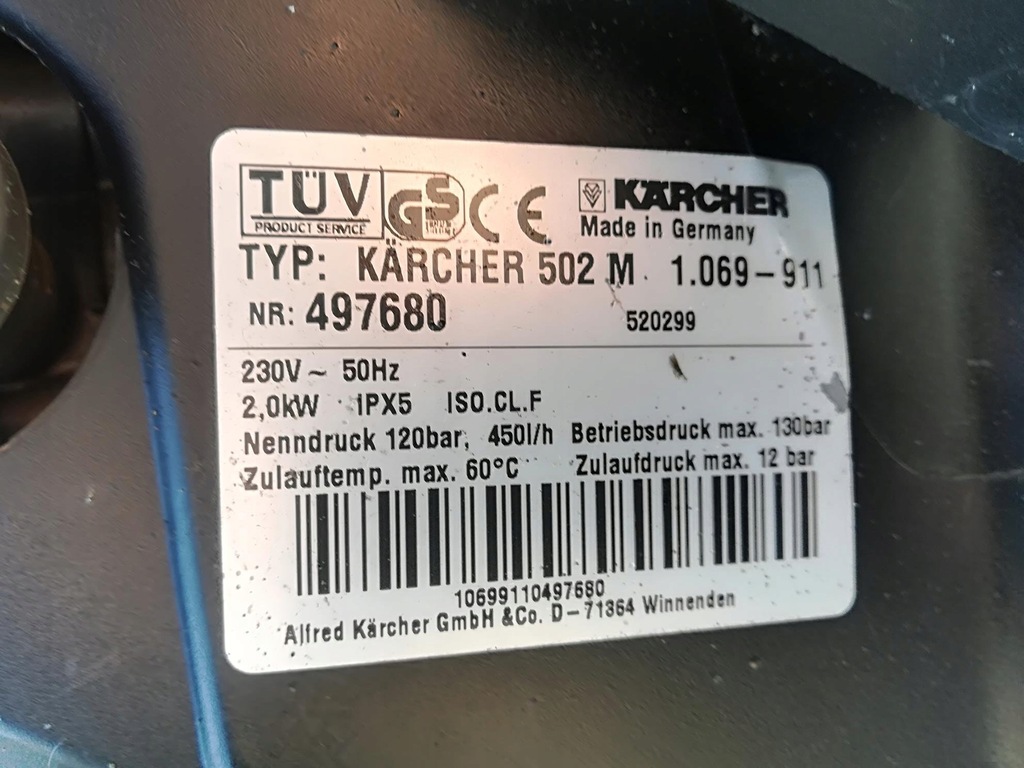 TÜV
PRODUCT SERVICE
GS
CE
KÄRCHER
Made in Germany
TYP: KÄRCHER 502 M 1.069-911
NR: 497680 520299
230V ~ 50Hz
2,0kW IPX5 ISO.CL.F
Nenndruck 120bar, 450l/h Betriebsdruck max. 130bar
Zulauftemp. max. 60°C Zulaufdruck max. 12 bar
10699110497680
Alfred Kärcher GmbH &Co. D-71364 Winnenden